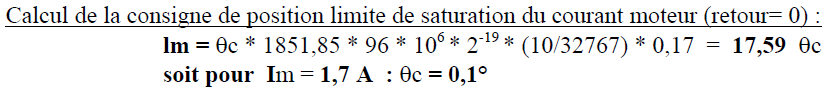 Calcul de la consigne de position limite de saturation du courant moteur (retour= 0) :
lm = θc * 1851,85 * 96 * 10⁶ * 2⁻¹⁹ * (10/32767) * 0,17 = 17,59 θc
soit pour Im = 1,7 A : θc = 0,1°